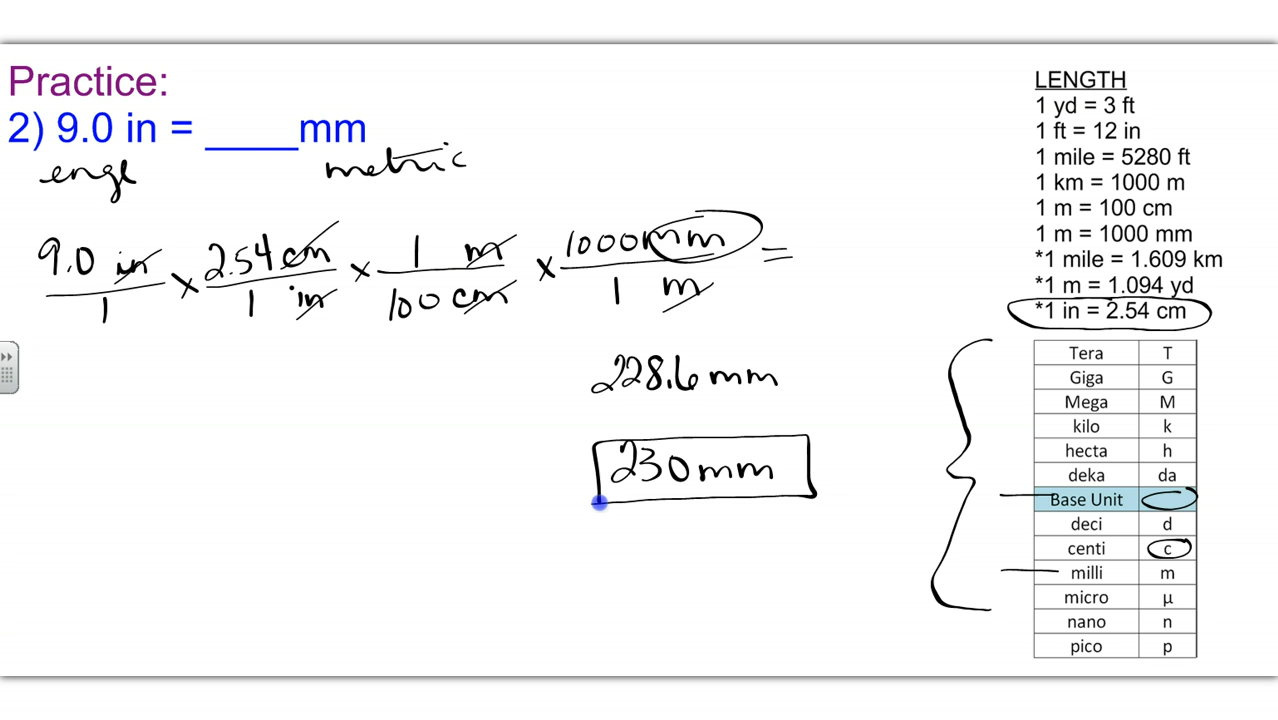 Practice:
2) 9.0 in = ____mm
engl metric
9.0 in / 1 × 2.54 cm / 1 in × 1 m / 100 cm × 1000 mm / 1 m =
228.6 mm
230 mm
LENGTH
1 yd = 3 ft
1 ft = 12 in
1 mile = 5280 ft
1 km = 1000 m
1 m = 100 cm
1 m = 1000 mm
*1 mile = 1.609 km
*1 m = 1.094 yd
*1 in = 2.54 cm
Tera T
Giga G
Mega M
kilo k
hecta h
deka da
Base Unit
deci d
centi c
milli m
micro µ
nano n
pico p